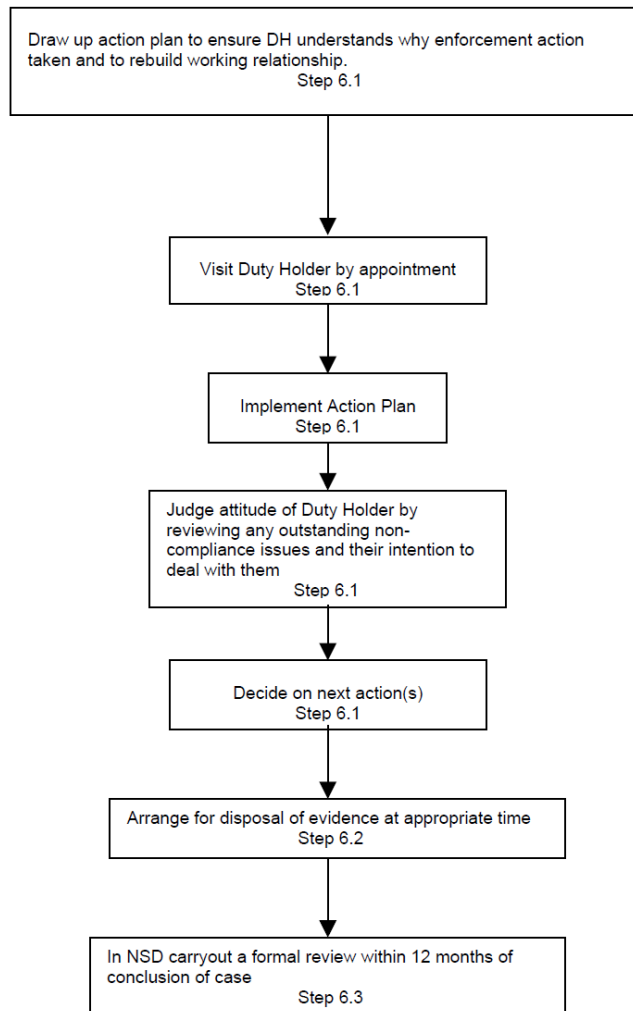 Draw up action plan to ensure DH understands why enforcement action
taken and to rebuild working relationship.
Step 6.1
Visit Duty Holder by appointment
Step 6.1
Implement Action Plan
Step 6.1
Judge attitude of Duty Holder by
reviewing any outstanding non-
compliance issues and their intention to
deal with them
Step 6.1
Decide on next action(s)
Step 6.1
Arrange for disposal of evidence at appropriate time
Step 6.2
In NSD carryout a formal review within 12 months of
conclusion of case
Step 6.3